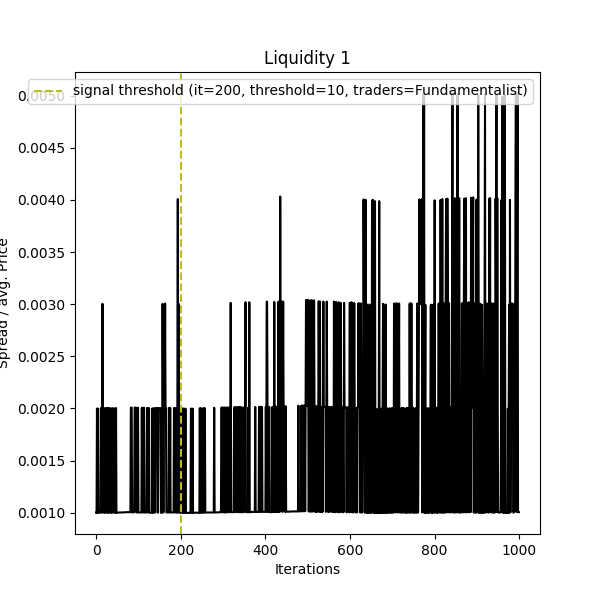 Liquidity 1
signal threshold (it=200, threshold=10, traders=Fundamentalist)
0.0050
0.0045
0.0040
0.0035
0.0030
0.0025
0.0020
0.0015
0.0010
Spread / avg. Price
0 200 400 600 800 1000
Iterations